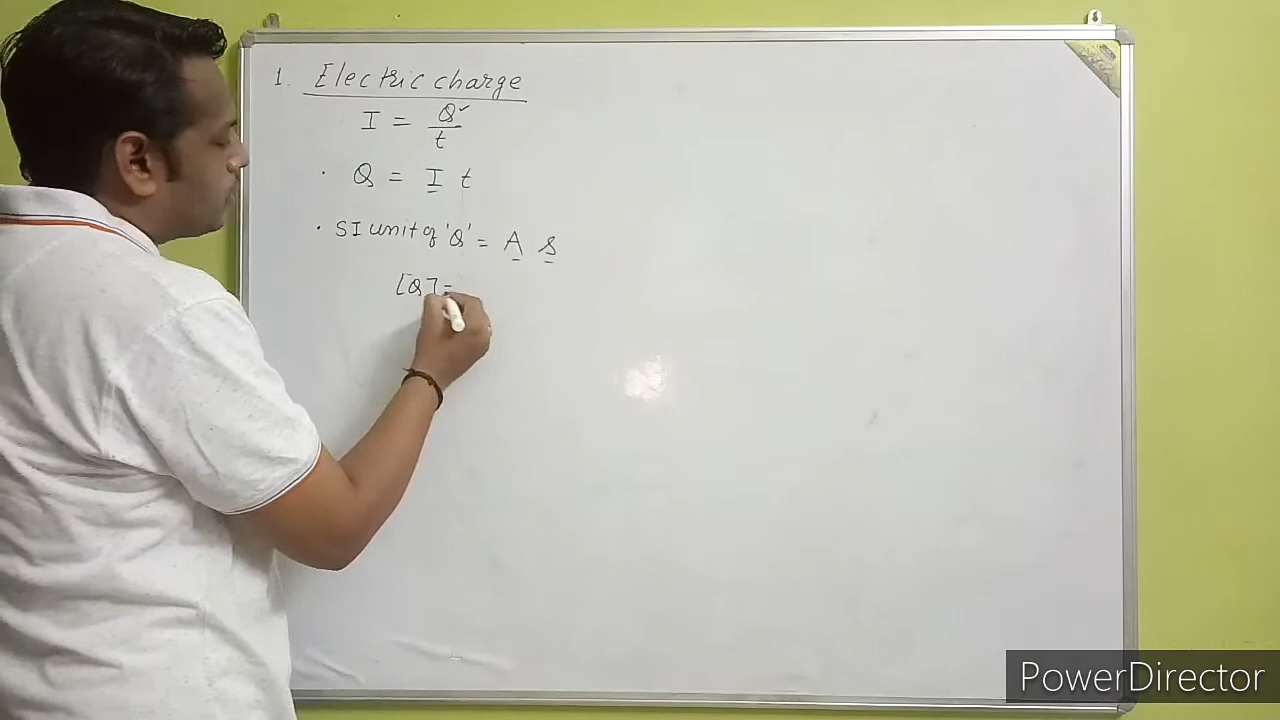 1. Electric charge
I = Q✓/t
· Q = I t
· SI unit of 'Q' = A S
[Q] =
PowerDirector